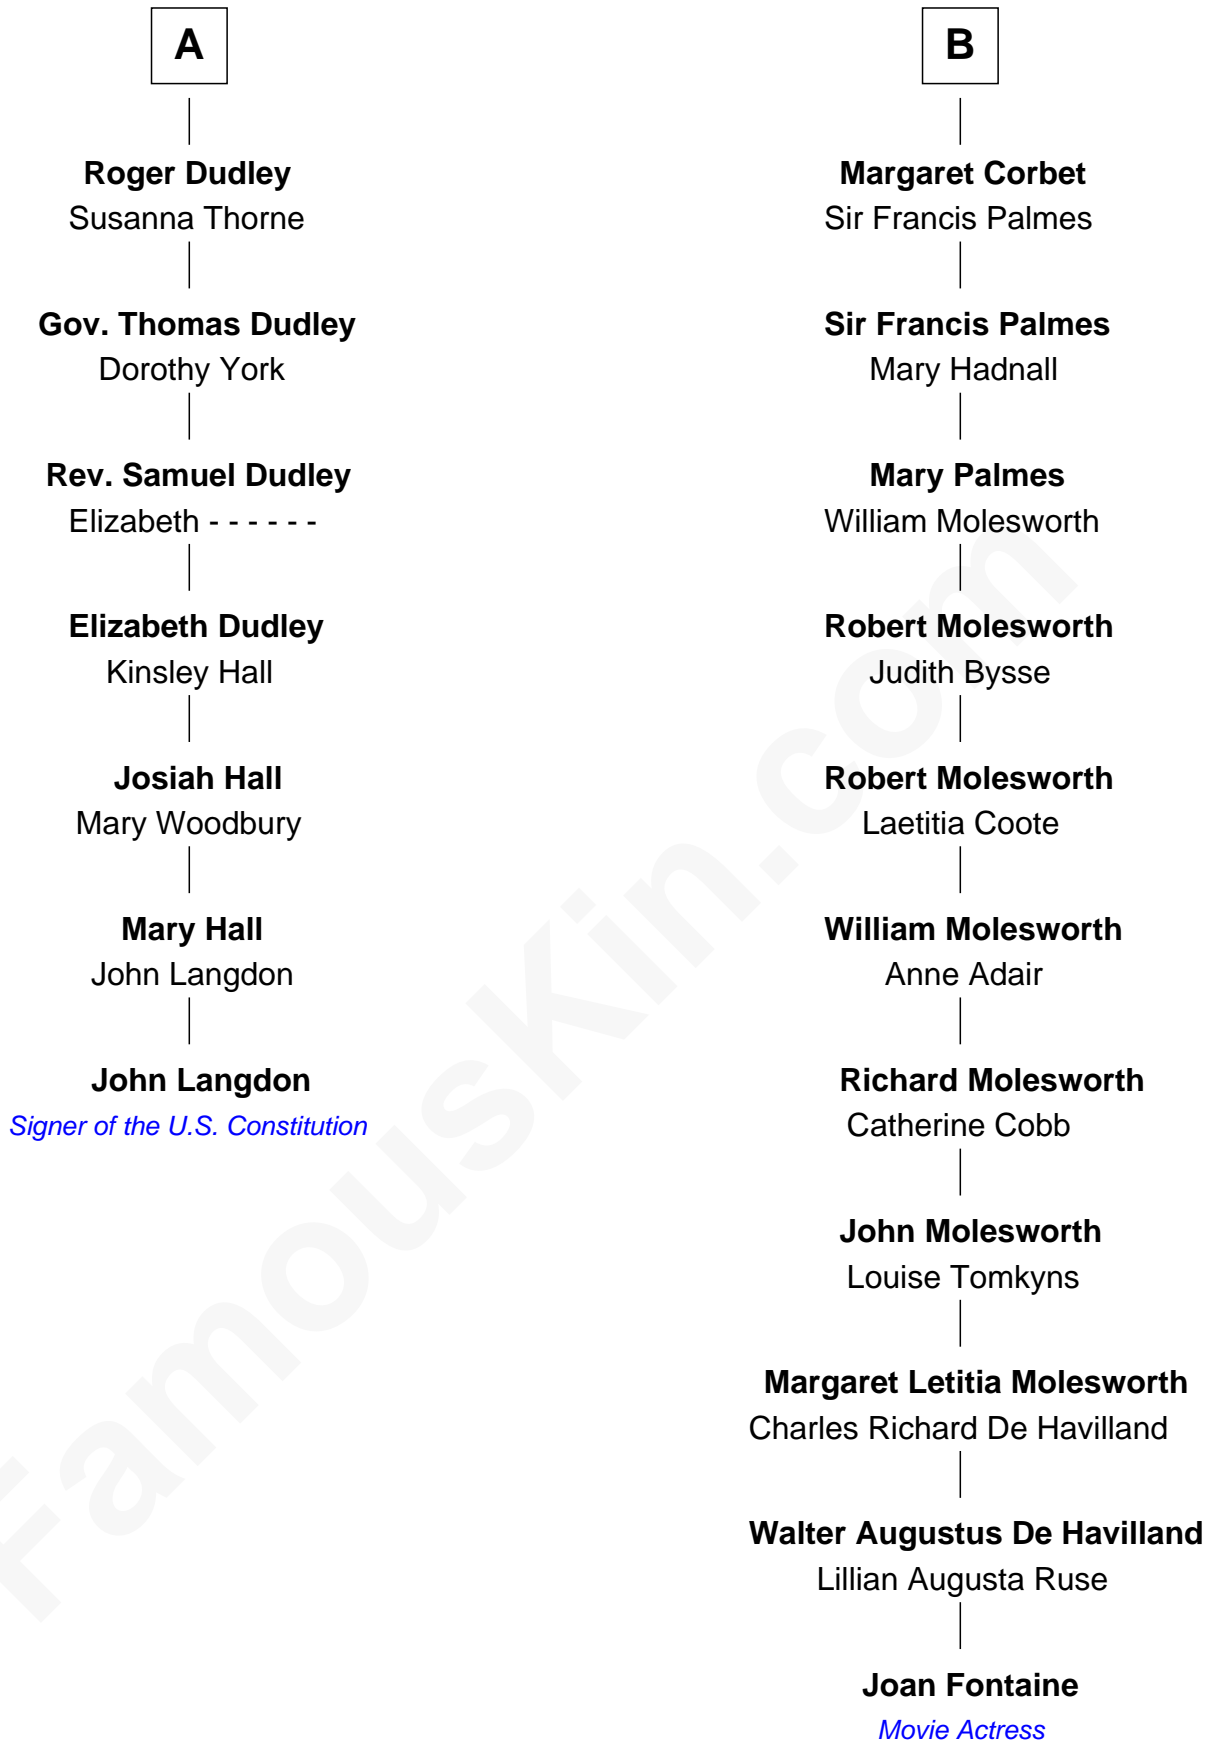 A
Roger Dudley
Susanna Thorne
Gov. Thomas Dudley
Dorothy York
Rev. Samuel Dudley
Elizabeth - - - - - -
Elizabeth Dudley
Kinsley Hall
Josiah Hall
Mary Woodbury
Mary Hall
John Langdon
John Langdon
Signer of the U.S. Constitution
B
Margaret Corbet
Sir Francis Palmes
Sir Francis Palmes
Mary Hadnall
Mary Palmes
William Molesworth
Robert Molesworth
Judith Bysse
Robert Molesworth
Laetitia Coote
William Molesworth
Anne Adair
Richard Molesworth
Catherine Cobb
John Molesworth
Louise Tomkyns
Margaret Letitia Molesworth
Charles Richard De Havilland
Walter Augustus De Havilland
Lillian Augusta Ruse
Joan Fontaine
Movie Actress
FamousKin.com